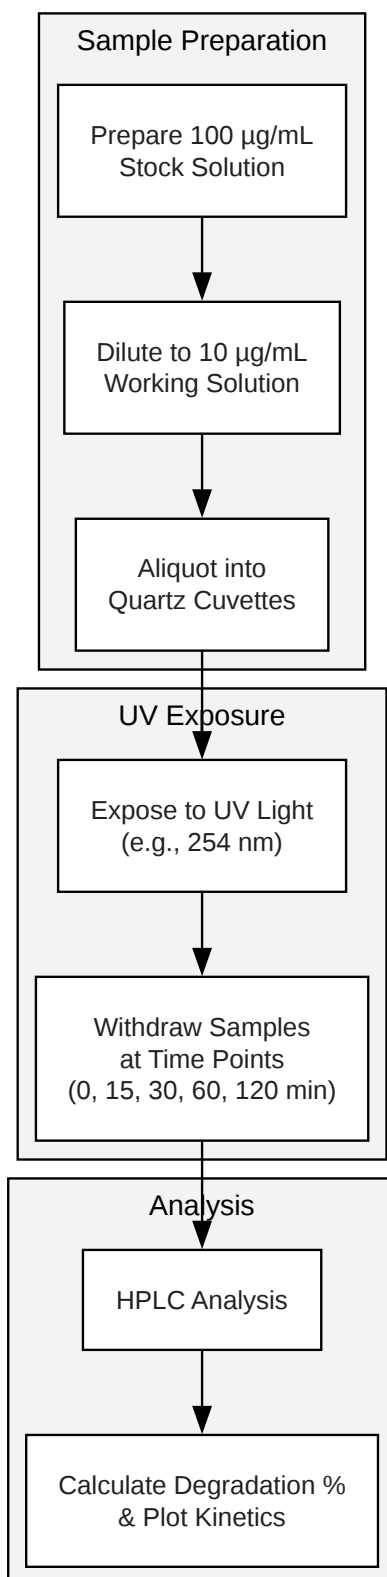 Sample Preparation
Prepare 100 µg/mL
Stock Solution
Dilute to 10 µg/mL
Working Solution
Aliquot into
Quartz Cuvettes
UV Exposure
Expose to UV Light
(e.g., 254 nm)
Withdraw Samples
at Time Points
(0, 15, 30, 60, 120 min)
Analysis
HPLC Analysis
Calculate Degradation %
& Plot Kinetics